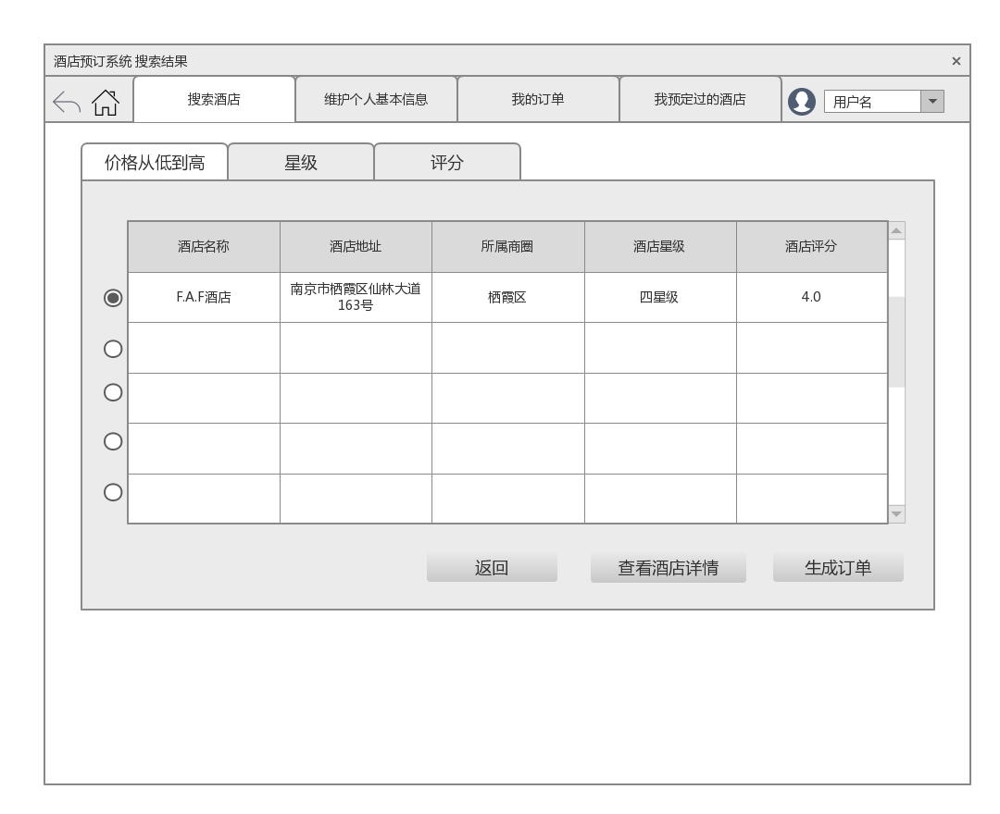 酒店预订系统 搜索结果
×
搜索酒店
维护个人基本信息
我的订单
我预定过的酒店
用户名
价格从低到高
星级
评分
酒店名称
酒店地址
所属商圈
酒店星级
酒店评分
F.A.F酒店
南京市栖霞区仙林大道
163号
栖霞区
四星级
4.0
返回
查看酒店详情
生成订单